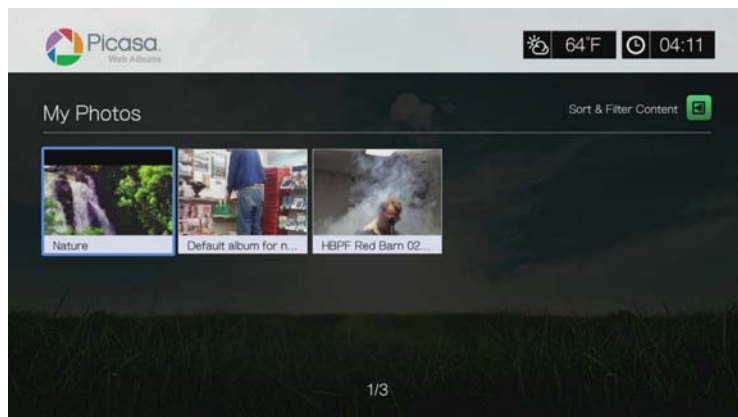 Picasa.
Web Albums
64°F
04:11
My Photos
Sort & Filter Content
Nature
Default album for n...
HBPF Red Barn 02...
1/3